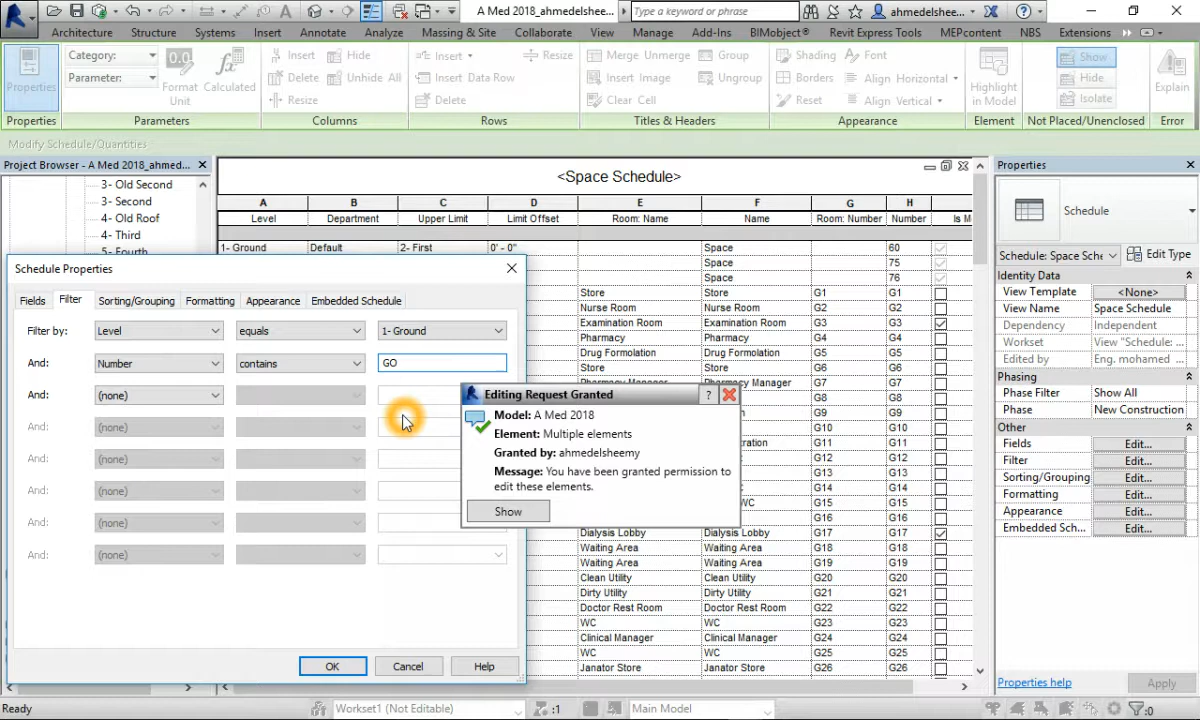 A Med 2018_ahmedelshee...
Type a keyword or phrase
ahmedelshee...
Architecture Structure Systems Insert Annotate Analyze Massing & Site Collaborate View Manage Add-Ins BIMobject® Revit Express Tools MEPcontent NBS Extensions
Properties
Category:
Parameter:
Format Unit
Calculated
Insert Hide
Delete Unhide All
Resize
Insert Resize
Insert Data Row
Delete
Merge Unmerge Group
Insert Image Ungroup
Clear Cell
Shading Font
Borders Align Horizontal
Reset Align Vertical
Highlight in Model
Show
Hide
Isolate
Explain
Properties Parameters Columns Rows Titles & Headers Appearance Element Not Placed/Unenclosed Error
Modify Schedule/Quantities
Project Browser - A Med 2018_ahmed...
3- Old Second
3- Second
4- Old Roof
4- Third
5- Fourth
<Space Schedule>
A B C D E F G H
Level Department Upper Limit Limit Offset Room: Name Name Room: Number Number Is M
1- Ground Default 2- First 0' - 0" Space 60
Space 75
Space 76
Store Store G1 G1
Nurse Room Nurse Room G2 G2
Examination Room Examination Room G3 G3
Pharmacy Pharmacy G4 G4
Drug Formolation Drug Formolation G5 G5
Store Store G6 G6
Pharmacy Manager Pharmacy Manager G7 G7
G8 G8
G9 G9
G10 G10
G11 G11
G12 G12
G13 G13
G14 G14
WC G15 G15
G16 G16
Dialysis Lobby Dialysis Lobby G17 G17
Waiting Area Waiting Area G18 G18
Waiting Area Waiting Area G19 G19
Clean Utility Clean Utility G20 G20
Dirty Utility Dirty Utility G21 G21
Doctor Rest Room Doctor Rest Room G22 G22
WC WC G23 G23
Clinical Manager Clinical Manager G24 G24
WC WC G25 G25
Janator Store Janator Store G26 G26
Schedule Properties
Fields Filter Sorting/Grouping Formatting Appearance Embedded Schedule
Filter by: Level equals 1- Ground
And: Number contains GO
And: (none)
And: (none)
And: (none)
And: (none)
And: (none)
And: (none)
OK Cancel Help
Editing Request Granted
?
Model: A Med 2018
Element: Multiple elements
Granted by: ahmedelsheemy
Message: You have been granted permission to
edit these elements.
Show
Properties
Schedule
Schedule: Space Sche Edit Type
Identity Data
View Template <None>
View Name Space Schedule
Dependency Independent
Workset View "Schedule: ...
Edited by Eng. mohamed ...
Phasing
Phase Filter Show All
Phase New Construction
Other
Fields Edit...
Filter Edit...
Sorting/Grouping Edit...
Formatting Edit...
Appearance Edit...
Embedded Sch... Edit...
Properties help Apply
Ready
Workset1 (Not Editable)
:1
Main Model
:0